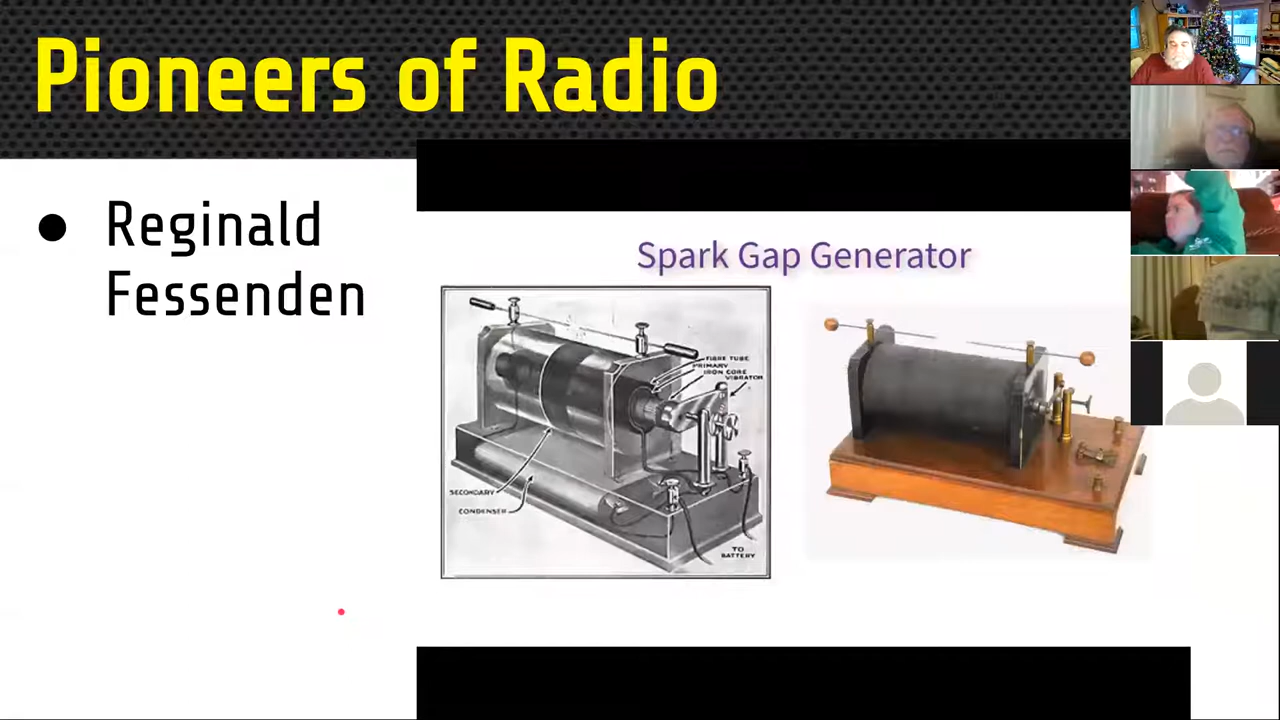 Pioneers of Radio
● Reginald
Fessenden
Spark Gap Generator
FIBRE TUBE
PRIMARY
IRON CORE
VIBRATOR
SECONDARY
CONDENSER
TO
BATTERY